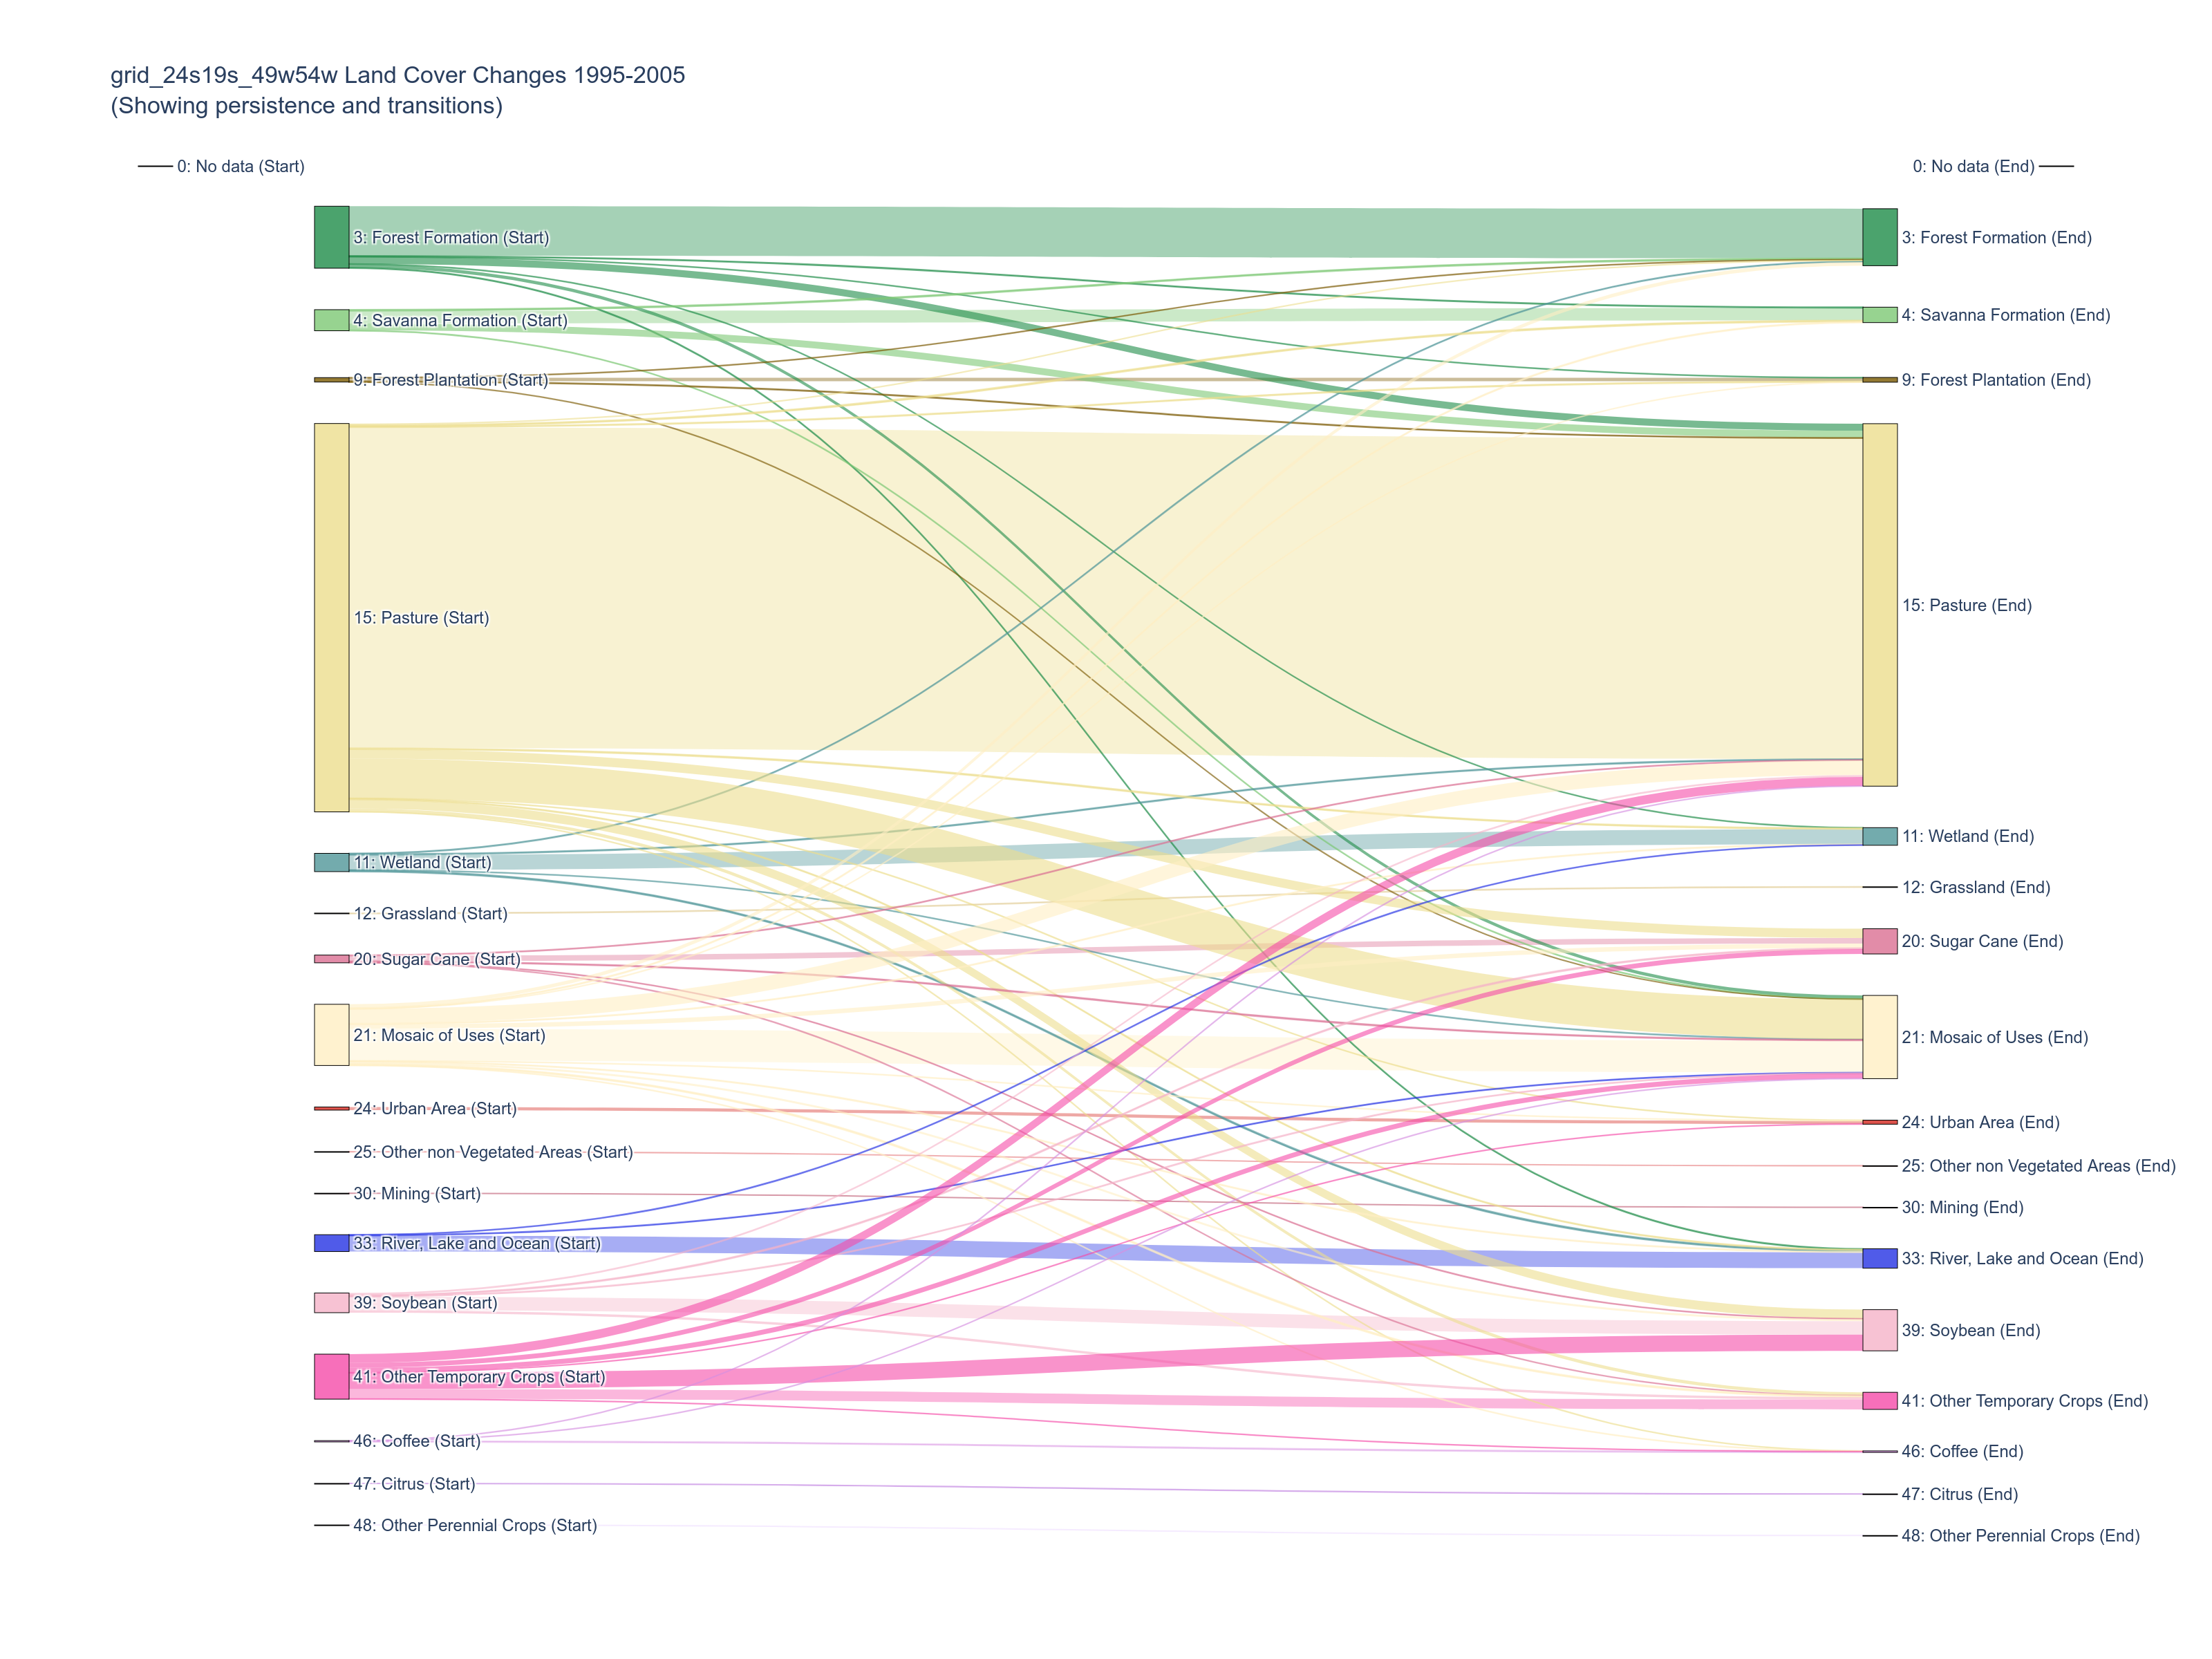 grid_24s19s_49w54w Land Cover Changes 1995-2005
(Showing persistence and transitions)
0: No data (Start)
0: No data (End)
3: Forest Formation (Start)
3: Forest Formation (End)
4: Savanna Formation (Start)
4: Savanna Formation (End)
9: Forest Plantation (Start)
9: Forest Plantation (End)
15: Pasture (Start)
15: Pasture (End)
11: Wetland (Start)
11: Wetland (End)
12: Grassland (Start)
12: Grassland (End)
20: Sugar Cane (Start)
20: Sugar Cane (End)
21: Mosaic of Uses (Start)
21: Mosaic of Uses (End)
24: Urban Area (Start)
24: Urban Area (End)
25: Other non Vegetated Areas (Start)
25: Other non Vegetated Areas (End)
30: Mining (Start)
30: Mining (End)
33: River, Lake and Ocean (Start)
33: River, Lake and Ocean (End)
39: Soybean (Start)
39: Soybean (End)
41: Other Temporary Crops (Start)
41: Other Temporary Crops (End)
46: Coffee (Start)
46: Coffee (End)
47: Citrus (Start)
47: Citrus (End)
48: Other Perennial Crops (Start)
48: Other Perennial Crops (End)